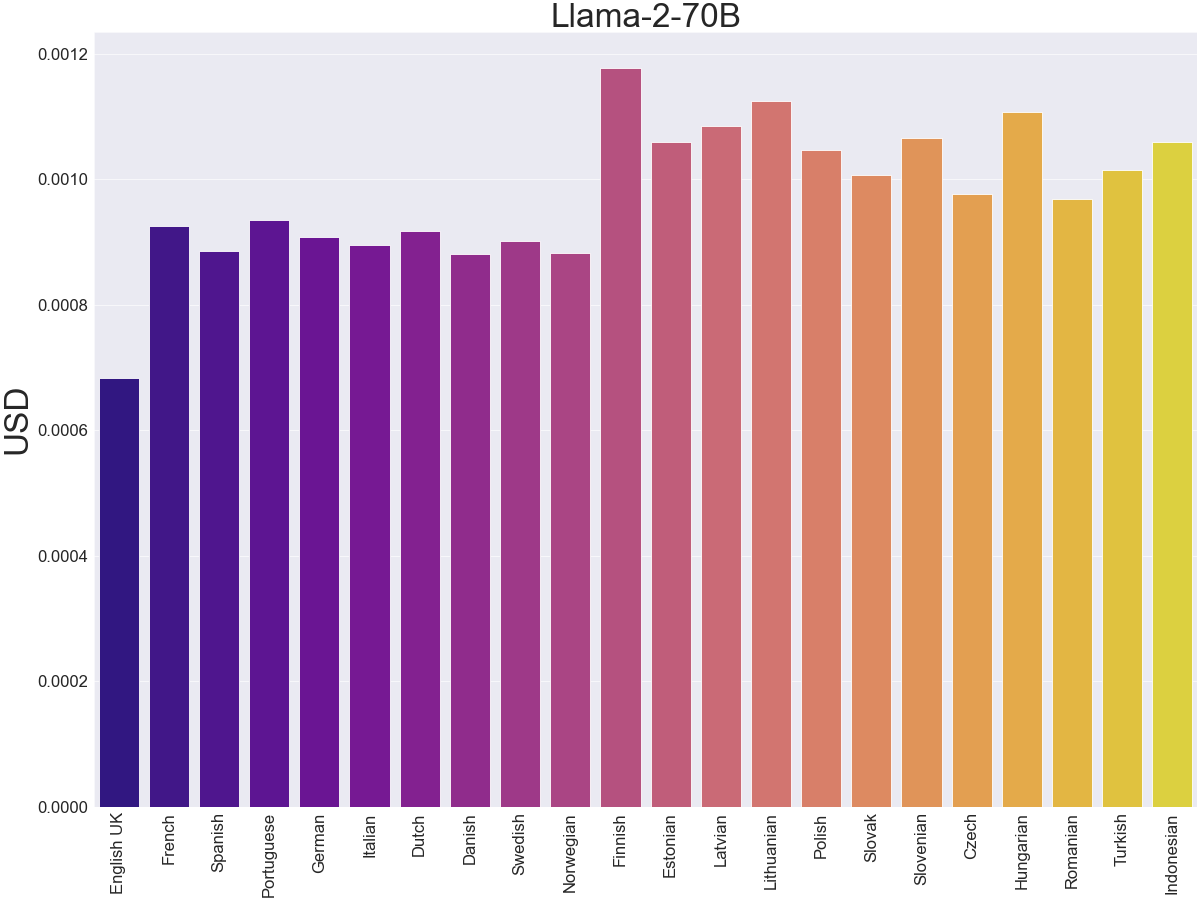 Llama-2-70B
USD
0.0012
0.0010
0.0008
0.0006
0.0004
0.0002
0.0000
English UK
French
Spanish
Portuguese
German
Italian
Dutch
Danish
Swedish
Norwegian
Finnish
Estonian
Latvian
Lithuanian
Polish
Slovak
Slovenian
Czech
Hungarian
Romanian
Turkish
Indonesian